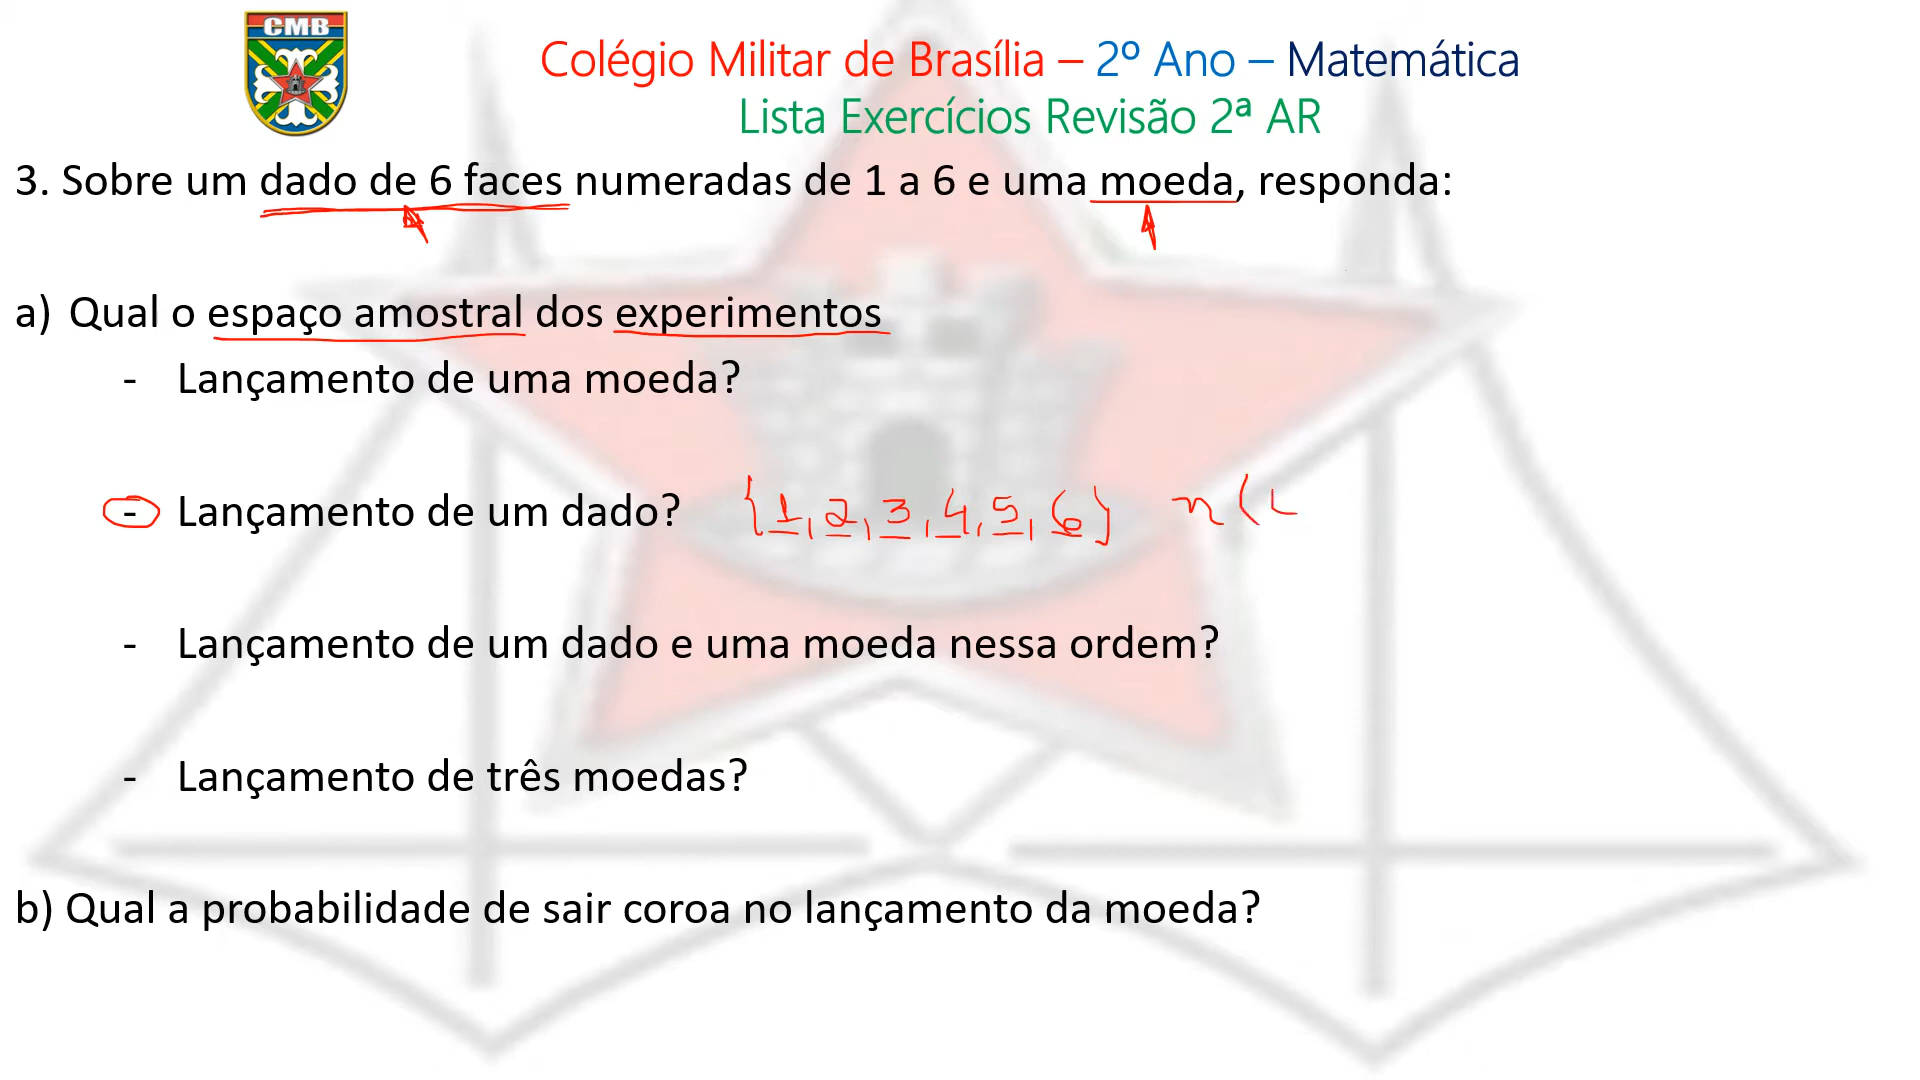 CMB
Colégio Militar de Brasília – 2º Ano – Matemática
Lista Exercícios Revisão 2ª AR
3. Sobre um dado de 6 faces numeradas de 1 a 6 e uma moeda, responda:
a) Qual o espaço amostral dos experimentos
- Lançamento de uma moeda?
- Lançamento de um dado? {1, 2, 3, 4, 5, 6} n(
- Lançamento de um dado e uma moeda nessa ordem?
- Lançamento de três moedas?
b) Qual a probabilidade de sair coroa no lançamento da moeda?